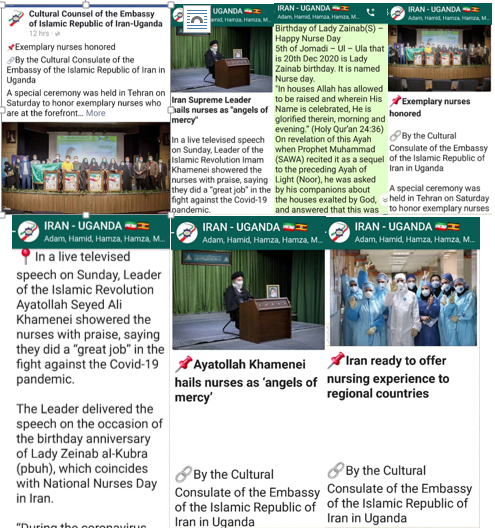 Cultural Counsel of the Embassy
of Islamic Republic of Iran-Uganda
12 hrs
📌Exemplary nurses honored
🔗By the Cultural Consulate of the
Embassy of the Islamic Republic of Iran in
Uganda
A special ceremony was held in Tehran on
Saturday to honor exemplary nurses who
are at the forefront... More
UGANDA 🇮🇷🇺🇬
Hamid, Hamza, Hamza, M...
Iran Supreme Leader
hails nurses as "angels of
mercy"
In a live televised speech
on Sunday, Leader of the
Islamic Revolution Imam
Khamenei showered the
nurses with praise, saying
they did a “great job” in the
fight against the Covid-19
pandemic.
IRAN - UGANDA 🇮🇷🇺🇬
Adam, Hamid, Hamza, Hamza,
Birthday of Lady Zainab(S) –
Happy Nurse Day
5th of Jomadi – Ul – Ula that
is 20th Dec 2020 is Lady
Zainab birthday. It is named
Nurse day.
"In houses Allah has allowed
to be raised and wherein His
Name is celebrated, He is
glorified therein, morning and
evening.” (Holy Qur'an 24:36)
On revelation of this Ayah
when Prophet Muhammad
(SAWA) recited it as a sequel
to the preceding Ayah of
Light (Noor), he was asked
by his companions about the
houses exalted by God,
and answered that this was
IRAN - UGANDA 🇮🇷🇺🇬
Adam, Hamid, Hamza, Hamza, M...
📌Exemplary nurses
honored
🔗By the Cultural
Consulate of the Embassy
of the Islamic Republic of
Iran in Uganda
A special ceremony was
held in Tehran on Saturday
to honor exemplary nurses
IRAN - UGANDA 🇮🇷🇺🇬
Adam, Hamid, Hamza, Hamza, M...
📍In a live televised
speech on Sunday, Leader
of the Islamic Revolution
Ayatollah Seyed Ali
Khamenei showered the
nurses with praise, saying
they did a “great job” in the
fight against the Covid-19
pandemic.
The Leader delivered the
speech on the occasion of
the birthday anniversary
of Lady Zeinab al-Kubra
(pbuh), which coincides
with National Nurses Day
in Iran.
“During the coronavirus
IRAN - UGANDA 🇮🇷🇺🇬
Adam, Hamid, Hamza, Hamza, M...
📌Ayatollah Khamenei
hails nurses as ‘angels of
mercy’
🔗By the Cultural
Consulate of the Embassy
of the Islamic Republic of
Iran in Uganda
IRAN - UGANDA 🇮🇷🇺🇬
Adam, Hamid, Hamza, Hamza, M...
📌Iran ready to offer
nursing experience to
regional countries
🔗By the Cultural
Consulate of the Embassy
of the Islamic Republic of
Iran in Uganda